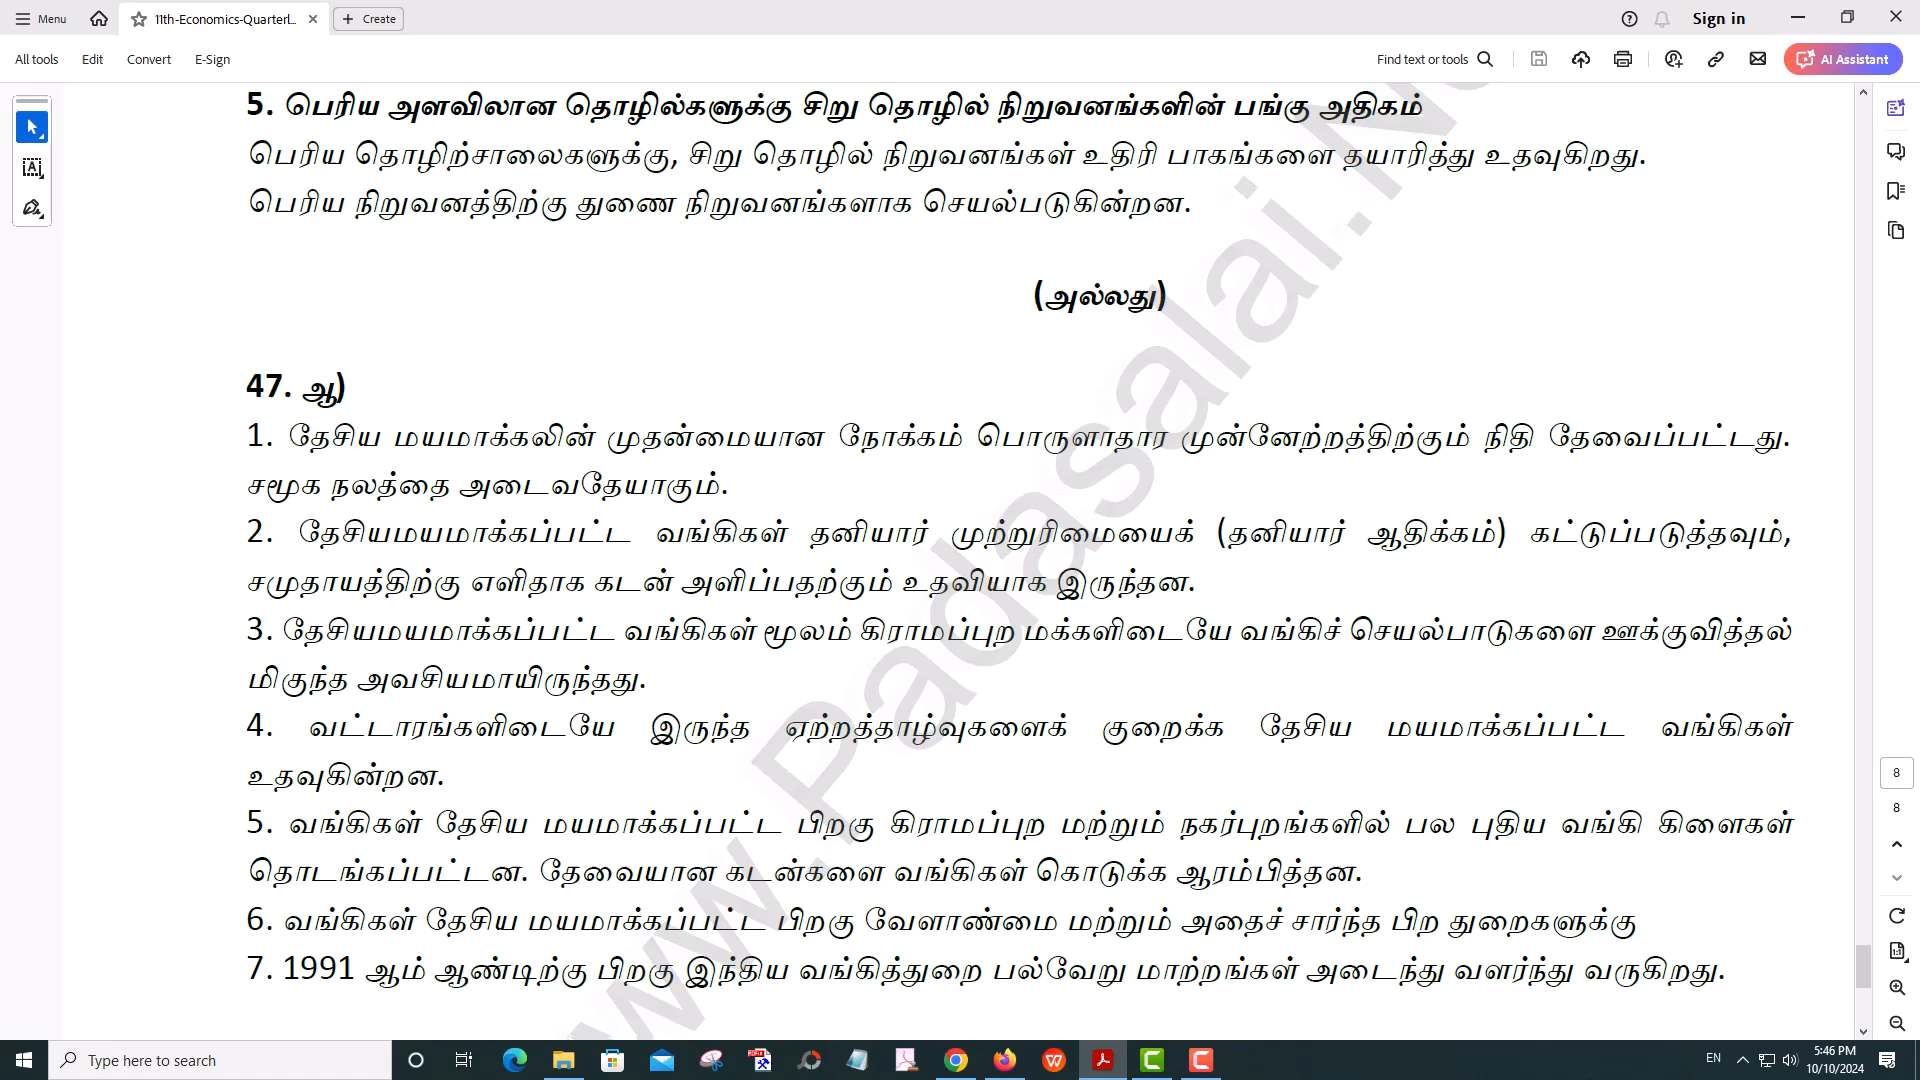 Menu
11th-Economics-Quarterl...
Create
Sign in
All tools
Edit
Convert
E-Sign
Find text or tools
AI Assistant
5. பெரிய அளவிலான தொழில்களுக்கு சிறு தொழில் நிறுவனங்களின் பங்கு அதிகம்
பெரிய தொழிற்சாலைகளுக்கு, சிறு தொழில் நிறுவனங்கள் உதிரி பாகங்களை தயாரித்து உதவுகிறது.
பெரிய நிறுவனத்திற்கு துணை நிறுவனங்களாக செயல்படுகின்றன.
(அல்லது)
47. ஆ)
1. தேசிய மயமாக்கலின் முதன்மையான நோக்கம் பொருளாதார முன்னேற்றத்திற்கும் நிதி தேவைப்பட்டது.
சமூக நலத்தை அடைவதேயாகும்.
2. தேசியமயமாக்கப்பட்ட வங்கிகள் தனியார் முற்றுரிமையைக் (தனியார் ஆதிக்கம்) கட்டுப்படுத்தவும்,
சமுதாயத்திற்கு எளிதாக கடன் அளிப்பதற்கும் உதவியாக இருந்தன.
3. தேசியமயமாக்கப்பட்ட வங்கிகள் மூலம் கிராமப்புற மக்களிடையே வங்கிச் செயல்பாடுகளை ஊக்குவித்தல்
மிகுந்த அவசியமாயிருந்தது.
4. வட்டாரங்களிடையே இருந்த ஏற்றத்தாழ்வுகளைக் குறைக்க தேசிய மயமாக்கப்பட்ட வங்கிகள்
உதவுகின்றன.
5. வங்கிகள் தேசிய மயமாக்கப்பட்ட பிறகு கிராமப்புற மற்றும் நகர்புறங்களில் பல புதிய வங்கி கிளைகள்
தொடங்கப்பட்டன. தேவையான கடன்களை வங்கிகள் கொடுக்க ஆரம்பித்தன.
6. வங்கிகள் தேசிய மயமாக்கப்பட்ட பிறகு வேளாண்மை மற்றும் அதைச் சார்ந்த பிற துறைகளுக்கு
7. 1991 ஆம் ஆண்டிற்கு பிறகு இந்திய வங்கித்துறை பல்வேறு மாற்றங்கள் அடைந்து வளர்ந்து வருகிறது.
ww.Padasalai.Ne
8
8
Type here to search
EN
5:46 PM
10/10/2024